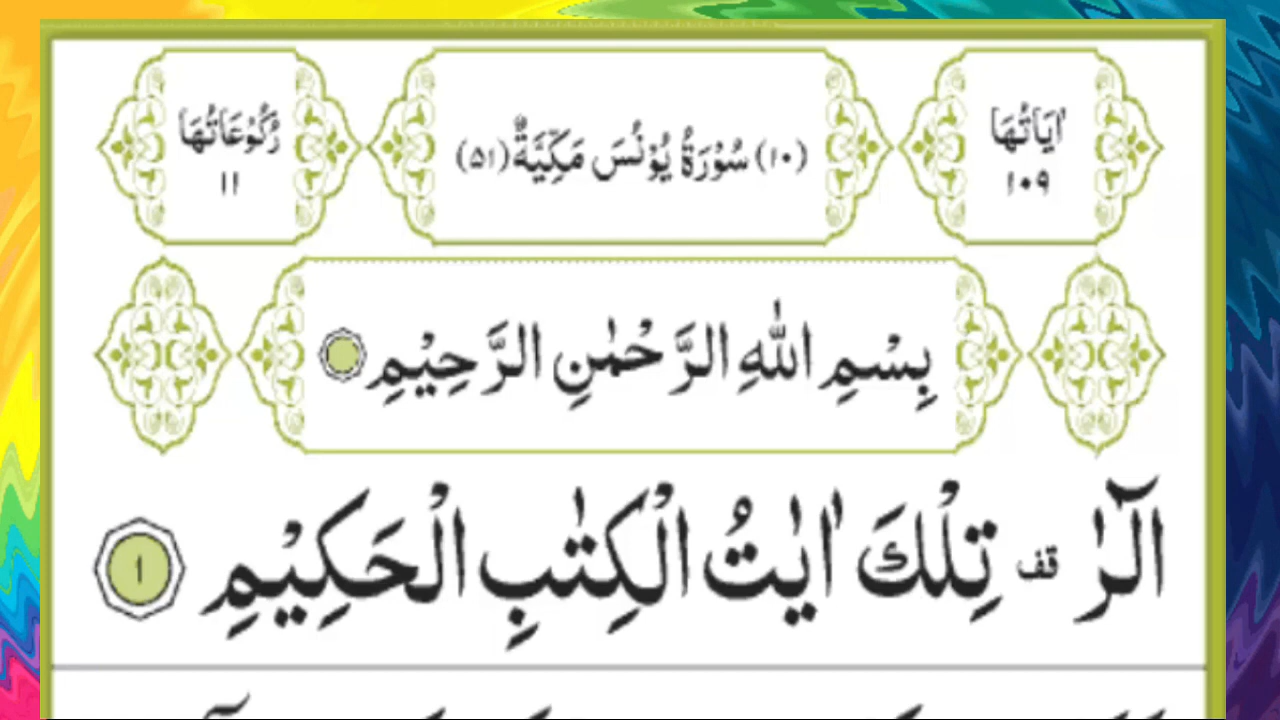 اٰيَاتُهَا
١٠٩
(١٠) سُوْرَةُ يُوْنُسَ مَكِّيَّةٌ (٥١)
رُكُوْعَاتُهَا
١١
بِسْمِ اللّٰهِ الرَّحْمٰنِ الرَّحِيْمِ
الٓرٰ قف تِلْكَ اٰيٰتُ الْكِتٰبِ الْحَكِيْمِ ١